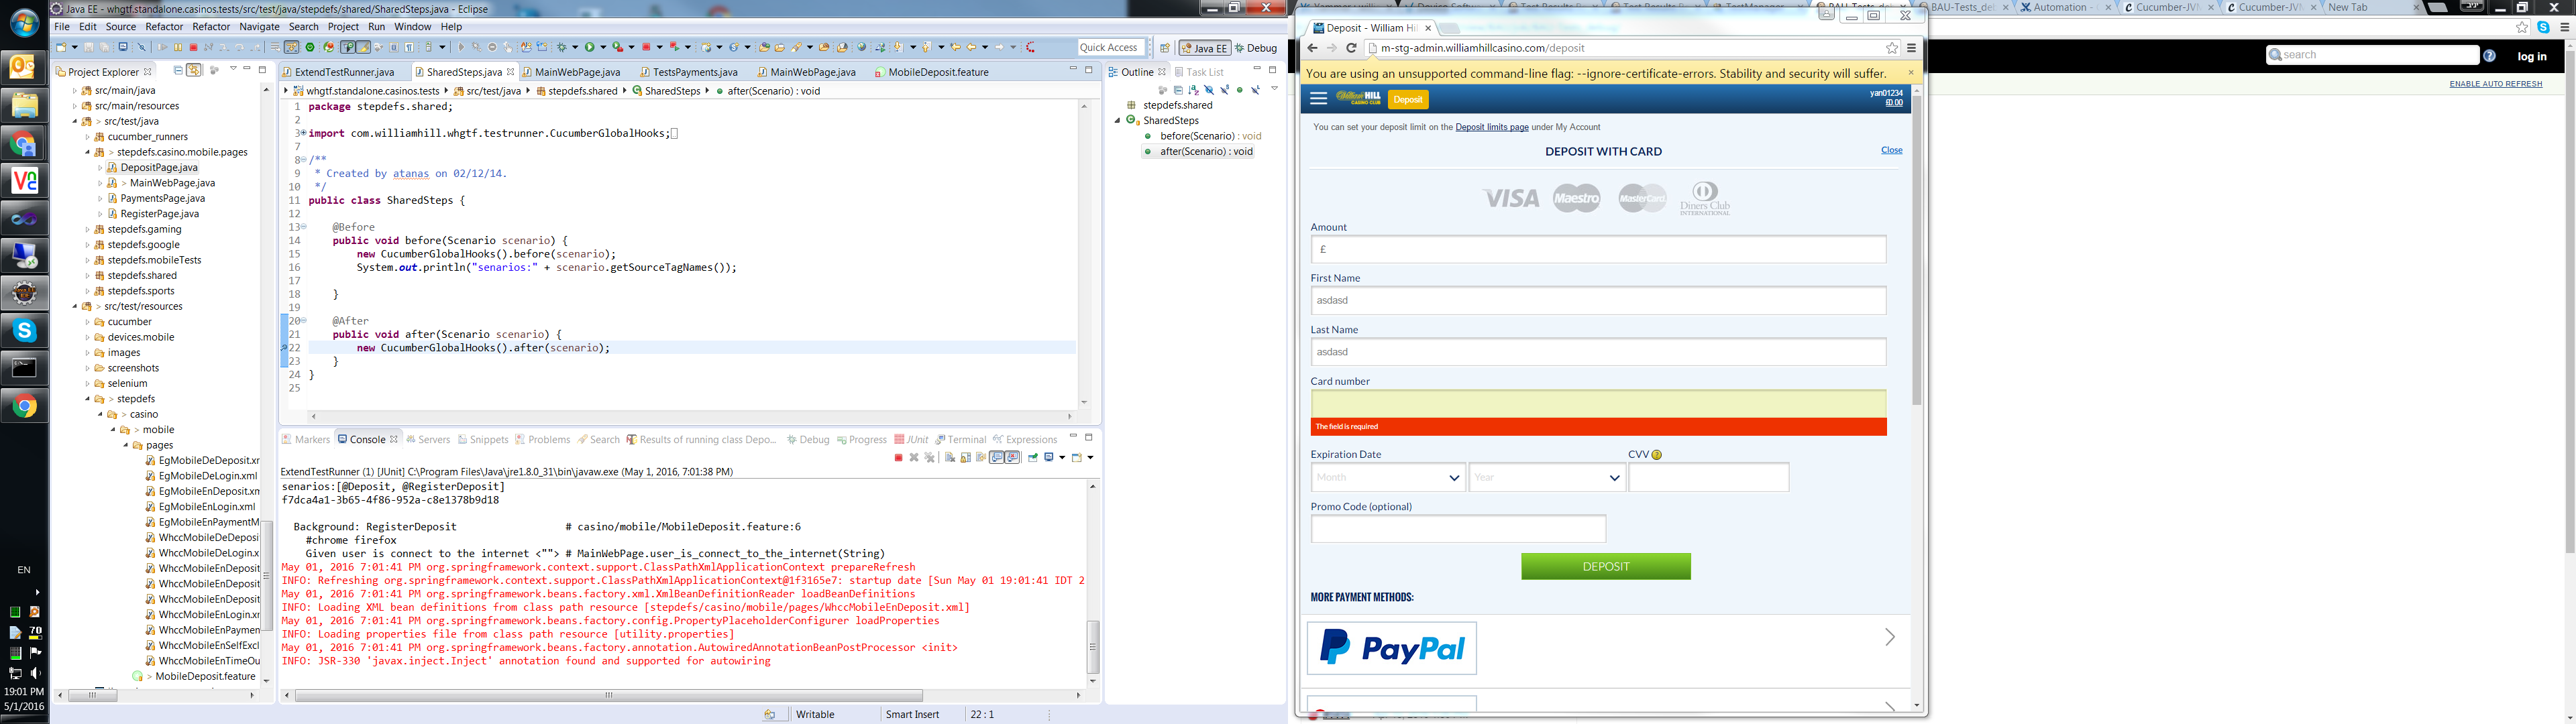 Java EE - whgtf.standalone.casinos.tests/src/test/java/stepdefs/shared/SharedSteps.java - Eclipse
File Edit Source Refactor Refactor Navigate Search Project Run Window Help
Quick Access
Java EE
Debug
Project Explorer
src/main/java
src/main/resources
src/test/java
cucumber_runners
> stepdefs.casino.mobile.pages
DepositPage.java
> MainWebPage.java
PaymentsPage.java
RegisterPage.java
stepdefs.gaming
stepdefs.google
stepdefs.mobileTests
stepdefs.shared
stepdefs.sports
> src/test/resources
cucumber
devices.mobile
images
screenshots
selenium
> stepdefs
> casino
> mobile
pages
EgMobileDeDeposit.xr
EgMobileDeLogin.xml
EgMobileEnDeposit.xm
EgMobileEnLogin.xml
EgMobileEnPaymentM
WhccMobileDeDeposi
WhccMobileDeLogin.x
WhccMobileEnDeposit
WhccMobileEnDeposit
WhccMobileEnDeposit
WhccMobileEnLogin.xr
WhccMobileEnPaymen
WhccMobileEnSelfExcl
WhccMobileEnTimeOu
> MobileDeposit.feature
EN
70
19:01 PM
5/1/2016
ExtendTestRunner.java
SharedSteps.java
MainWebPage.java
TestsPayments.java
MainWebPage.java
MobileDeposit.feature
whgtf.standalone.casinos.tests
src/test/java
stepdefs.shared
SharedSteps
after(Scenario) : void
1 package stepdefs.shared;
2
3 import com.williamhill.whgtf.testrunner.CucumberGlobalHooks;
7
8 /**
9 * Created by atanas on 02/12/14.
10 */
11 public class SharedSteps {
12
13 @Before
14 public void before(Scenario scenario) {
15 new CucumberGlobalHooks().before(scenario);
16 System.out.println("senarios:" + scenario.getSourceTagNames());
17
18 }
19
20 @After
21 public void after(Scenario scenario) {
22 new CucumberGlobalHooks().after(scenario);
23 }
24 }
25
Outline
Task List
stepdefs.shared
SharedSteps
before(Scenario) : void
after(Scenario) : void
Markers Console Servers Snippets Problems Search Results of running class Depo... Debug Progress JUnit Terminal Expressions
ExtendTestRunner (1) [JUnit] C:\Program Files\Java\jre1.8.0_31\bin\javaw.exe (May 1, 2016, 7:01:38 PM)
senarios:[@Deposit, @RegisterDeposit]
f7dca4a1-3b65-4f86-952a-c8e1378b9d18
Background: RegisterDeposit # casino/mobile/MobileDeposit.feature:6
#chrome firefox
Given user is connect to the internet <""> # MainWebPage.user_is_connect_to_the_internet(String)
May 01, 2016 7:01:41 PM org.springframework.context.support.ClassPathXmlApplicationContext prepareRefresh
INFO: Refreshing org.springframework.context.support.ClassPathXmlApplicationContext@1f3165e7: startup date [Sun May 01 19:01:41 IDT 2
May 01, 2016 7:01:41 PM org.springframework.beans.factory.xml.XmlBeanDefinitionReader loadBeanDefinitions
INFO: Loading XML bean definitions from class path resource [stepdefs/casino/mobile/pages/WhccMobileEnDeposit.xml]
May 01, 2016 7:01:41 PM org.springframework.beans.factory.config.PropertyPlaceholderConfigurer loadProperties
INFO: Loading properties file from class path resource [utility.properties]
May 01, 2016 7:01:41 PM org.springframework.beans.factory.annotation.AutowiredAnnotationBeanPostProcessor <init>
INFO: JSR-330 'javax.inject.Inject' annotation found and supported for autowiring
Writable
Smart Insert
22 : 1
Deposit - William Hi
m-stg-admin.williamhillcasino.com/deposit
You are using an unsupported command-line flag: --ignore-certificate-errors. Stability and security will suffer.
William HILL
CASINO CLUB
Deposit
yan01234
£0.00
You can set your deposit limit on the Deposit limits page under My Account
DEPOSIT WITH CARD
Close
VISA
Maestro
MasterCard
Diners Club
INTERNATIONAL
Amount
£
First Name
asdasd
Last Name
asdasd
Card number
The field is required
Expiration Date
CVV
Month
Year
Promo Code (optional)
DEPOSIT
MORE PAYMENT METHODS:
PayPal
Automation -
Cucumber-JVM
Cucumber-JVM
New Tab
search
log in
ENABLE AUTO REFRESH